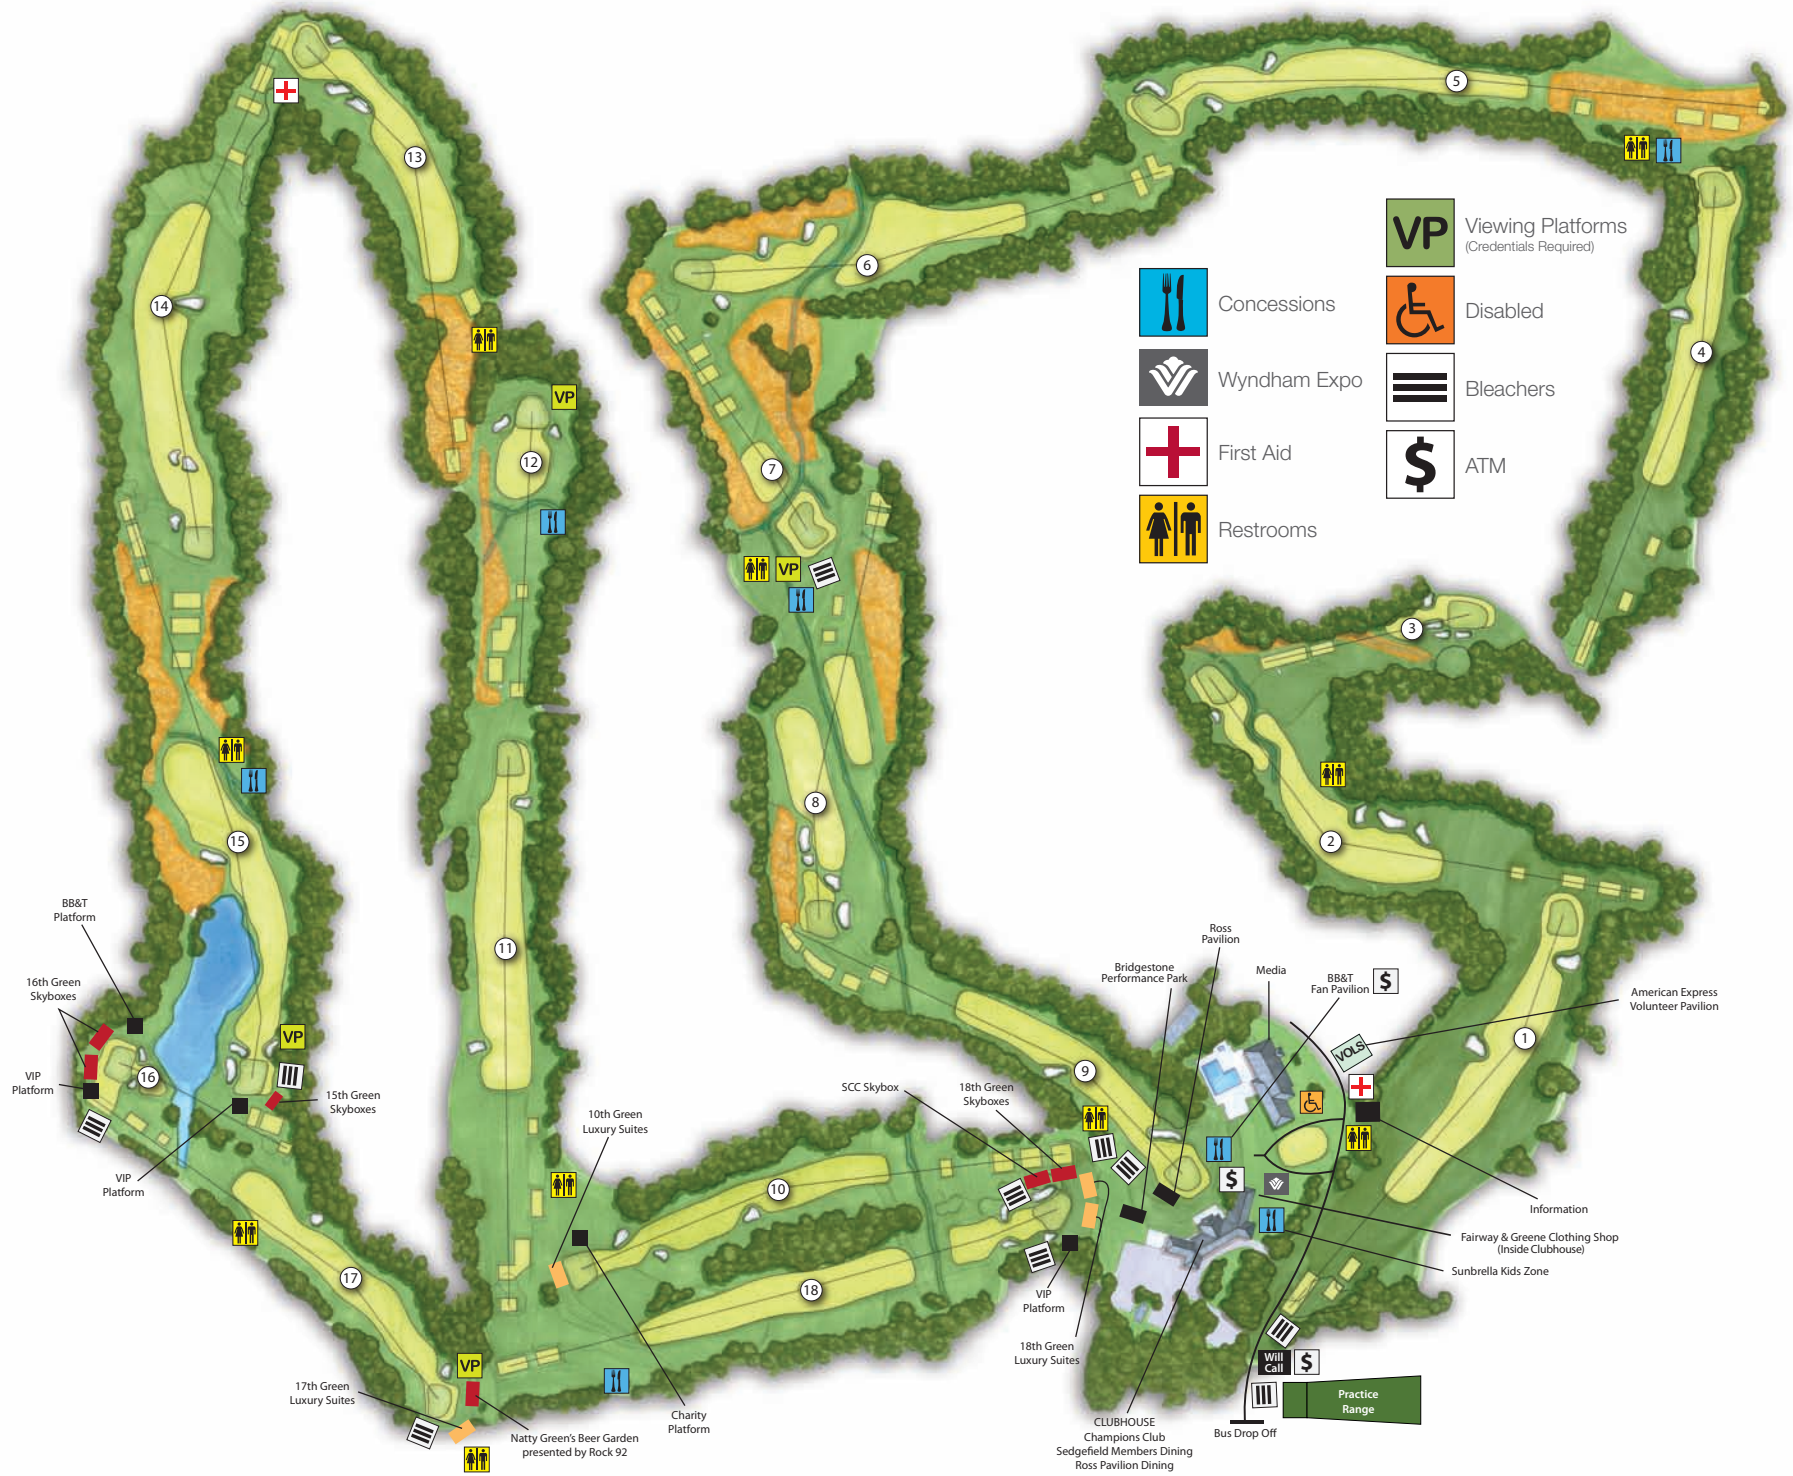 5
13
VP
Viewing Platforms
(Credentials Required)
6
Concessions
Disabled
14
4
Wyndham Expo
VP
Bleachers
First Aid
$
ATM
12
7
Restrooms
VP
3
8
2
15
BB&T
Platform
11
Ross
Pavilion
Bridgestone
Performance Park
Media
BB&T
Fan Pavilion
$
16th Green
Skyboxes
American Express
Volunteer Pavilion
VP
VOLS
1
16
9
VIP
Platform
15th Green
Skyboxes
SCC Skybox
18th Green
Skyboxes
10th Green
Luxury Suites
VIP
Platform
10
$
Information
Fairway & Greene Clothing Shop
(Inside Clubhouse)
Sunbrella Kids Zone
17
18
VIP
Platform
18th Green
Luxury Suites
VP
Will
Call
$
17th Green
Luxury Suites
Practice
Range
Charity
Platform
Natty Green's Beer Garden
presented by Rock 92
CLUBHOUSE
Champions Club
Sedgefield Members Dining
Ross Pavilion Dining
Bus Drop Off